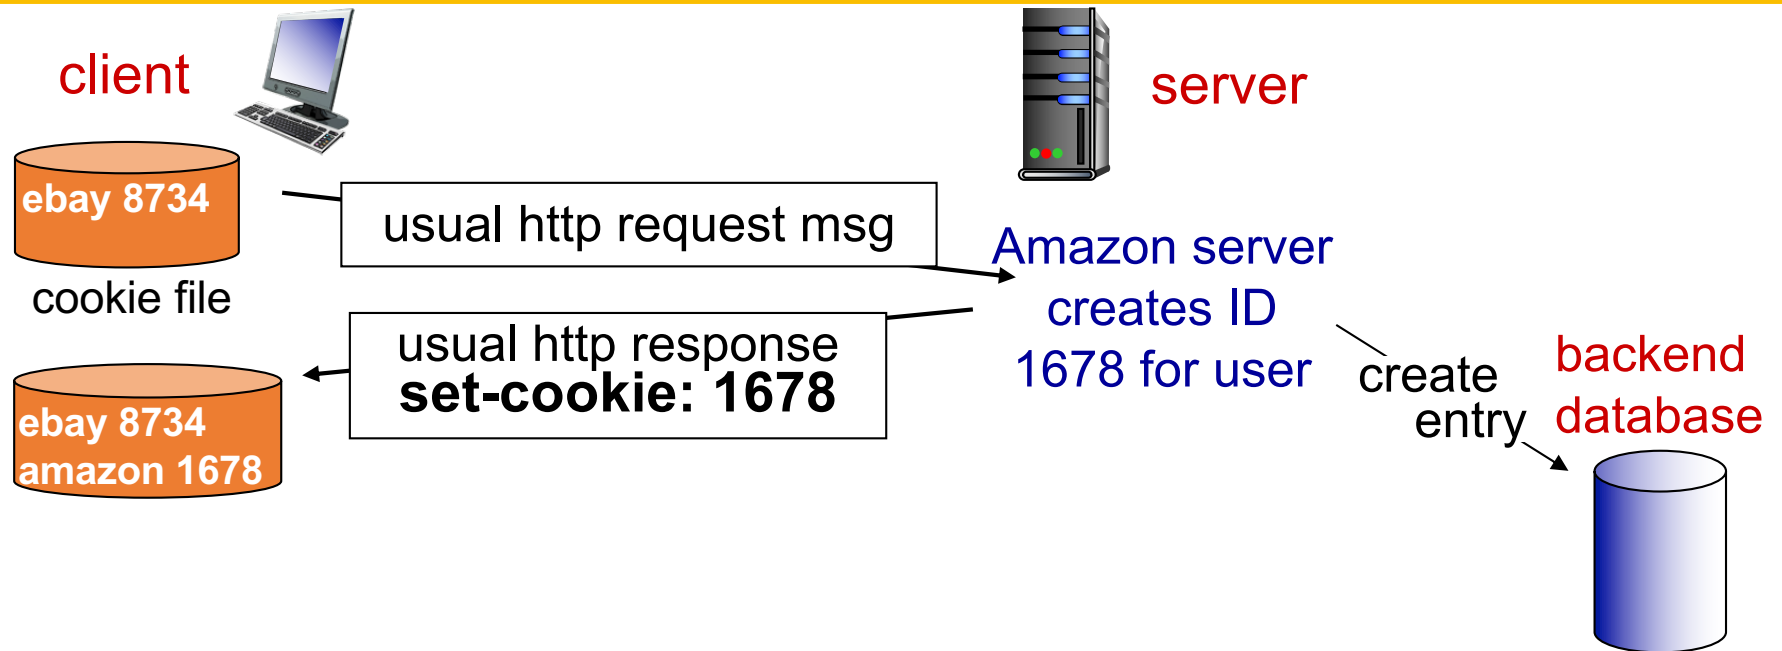 client
server
ebay 8734
usual http request msg
cookie file
Amazon server
creates ID
1678 for user
usual http response
set-cookie: 1678
create
entry
backend
database
ebay 8734
amazon 1678